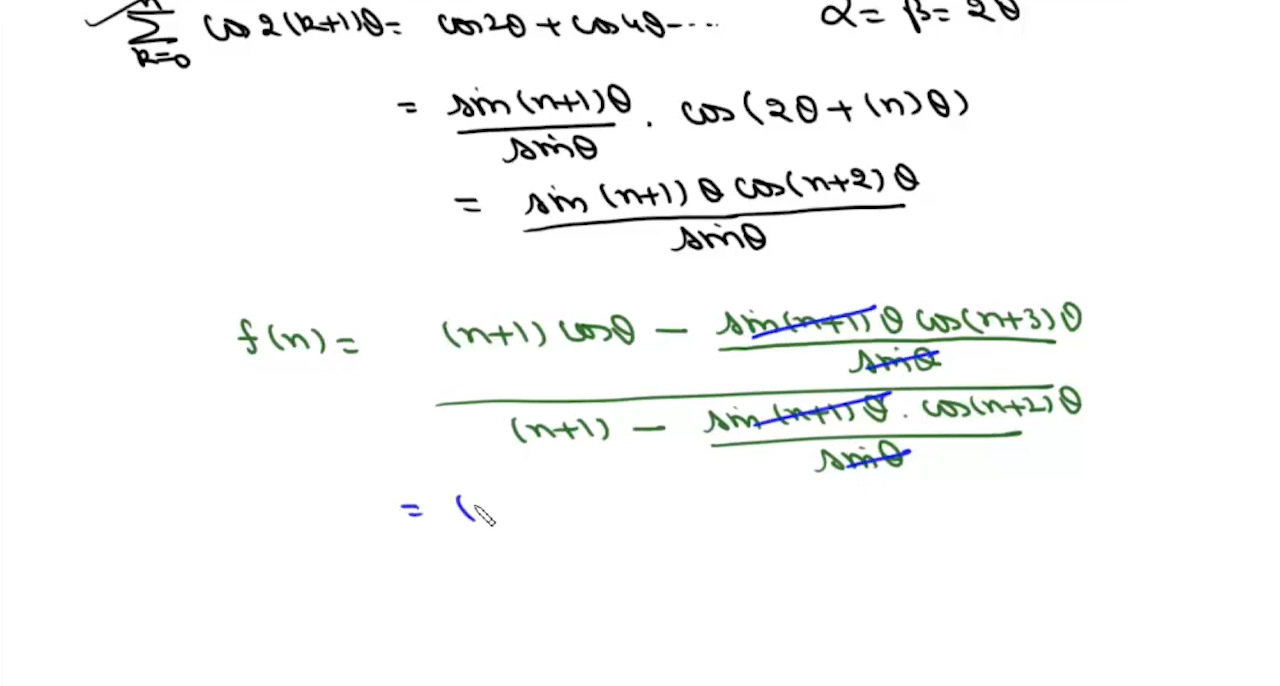 n
∑ cos 2(k+1)θ = cos2θ + cos4θ - ... α = β = 2θ
k=0
= sin(n+1)θ / sinθ . cos(2θ + (n)θ)
= sin(n+1)θ cos(n+2)θ / sinθ
f(n) = (n+1) cosθ - sin(n+1)θ cos(n+3)θ / sinθ
(n+1) - sin(n+1)θ . cos(n+2)θ / sinθ
= (